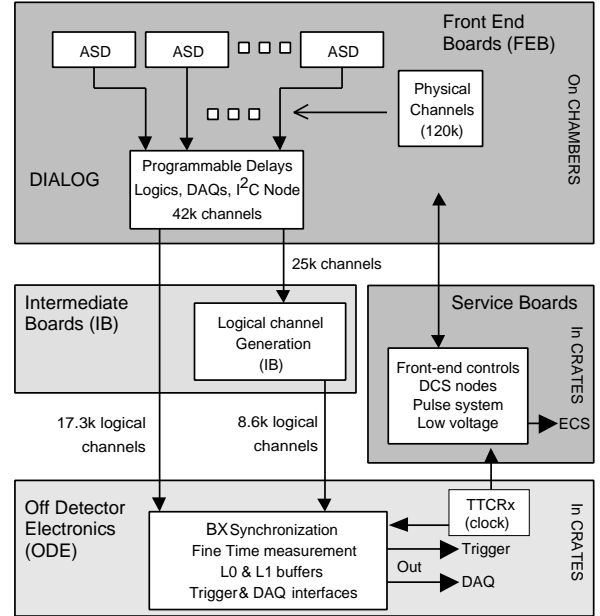 Front End
Boards (FEB)
ASD
ASD
ASD
Physical
Channels
(120k)
On CHAMBERS
DIALOG
Programmable Delays
Logics, DAQs, I²C Node
42k channels
25k channels
Intermediate
Boards (IB)
Logical channel
Generation
(IB)
Service Boards
In CRATES
Front-end controls
DCS nodes
Pulse system
Low voltage
ECS
17.3k logical
channels
8.6k logical
channels
Off Detector
Electronics
(ODE)
TTCRx
(clock)
In CRATES
BX Synchronization
Fine Time measurement
L0 & L1 buffers
Trigger & DAQ interfaces
Out
Trigger
DAQ